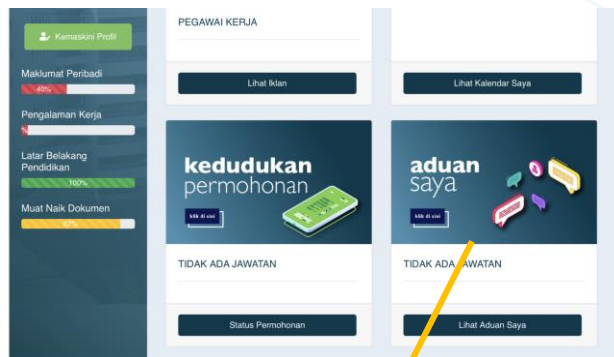 Kemaskini Profil
Maklumat Peribadi
40%
Pengalaman Kerja
%
Latar Belakang
Pendidikan
100%
Muat Naik Dokumen
87%
PEGAWAI KERJA
Lihat Iklan
Lihat Kalendar Saya
kedudukan
permohonan
klik di sini
TIDAK ADA JAWATAN
Status Permohonan
aduan
saya
klik di sini
TIDAK ADA JAWATAN
Lihat Aduan Saya